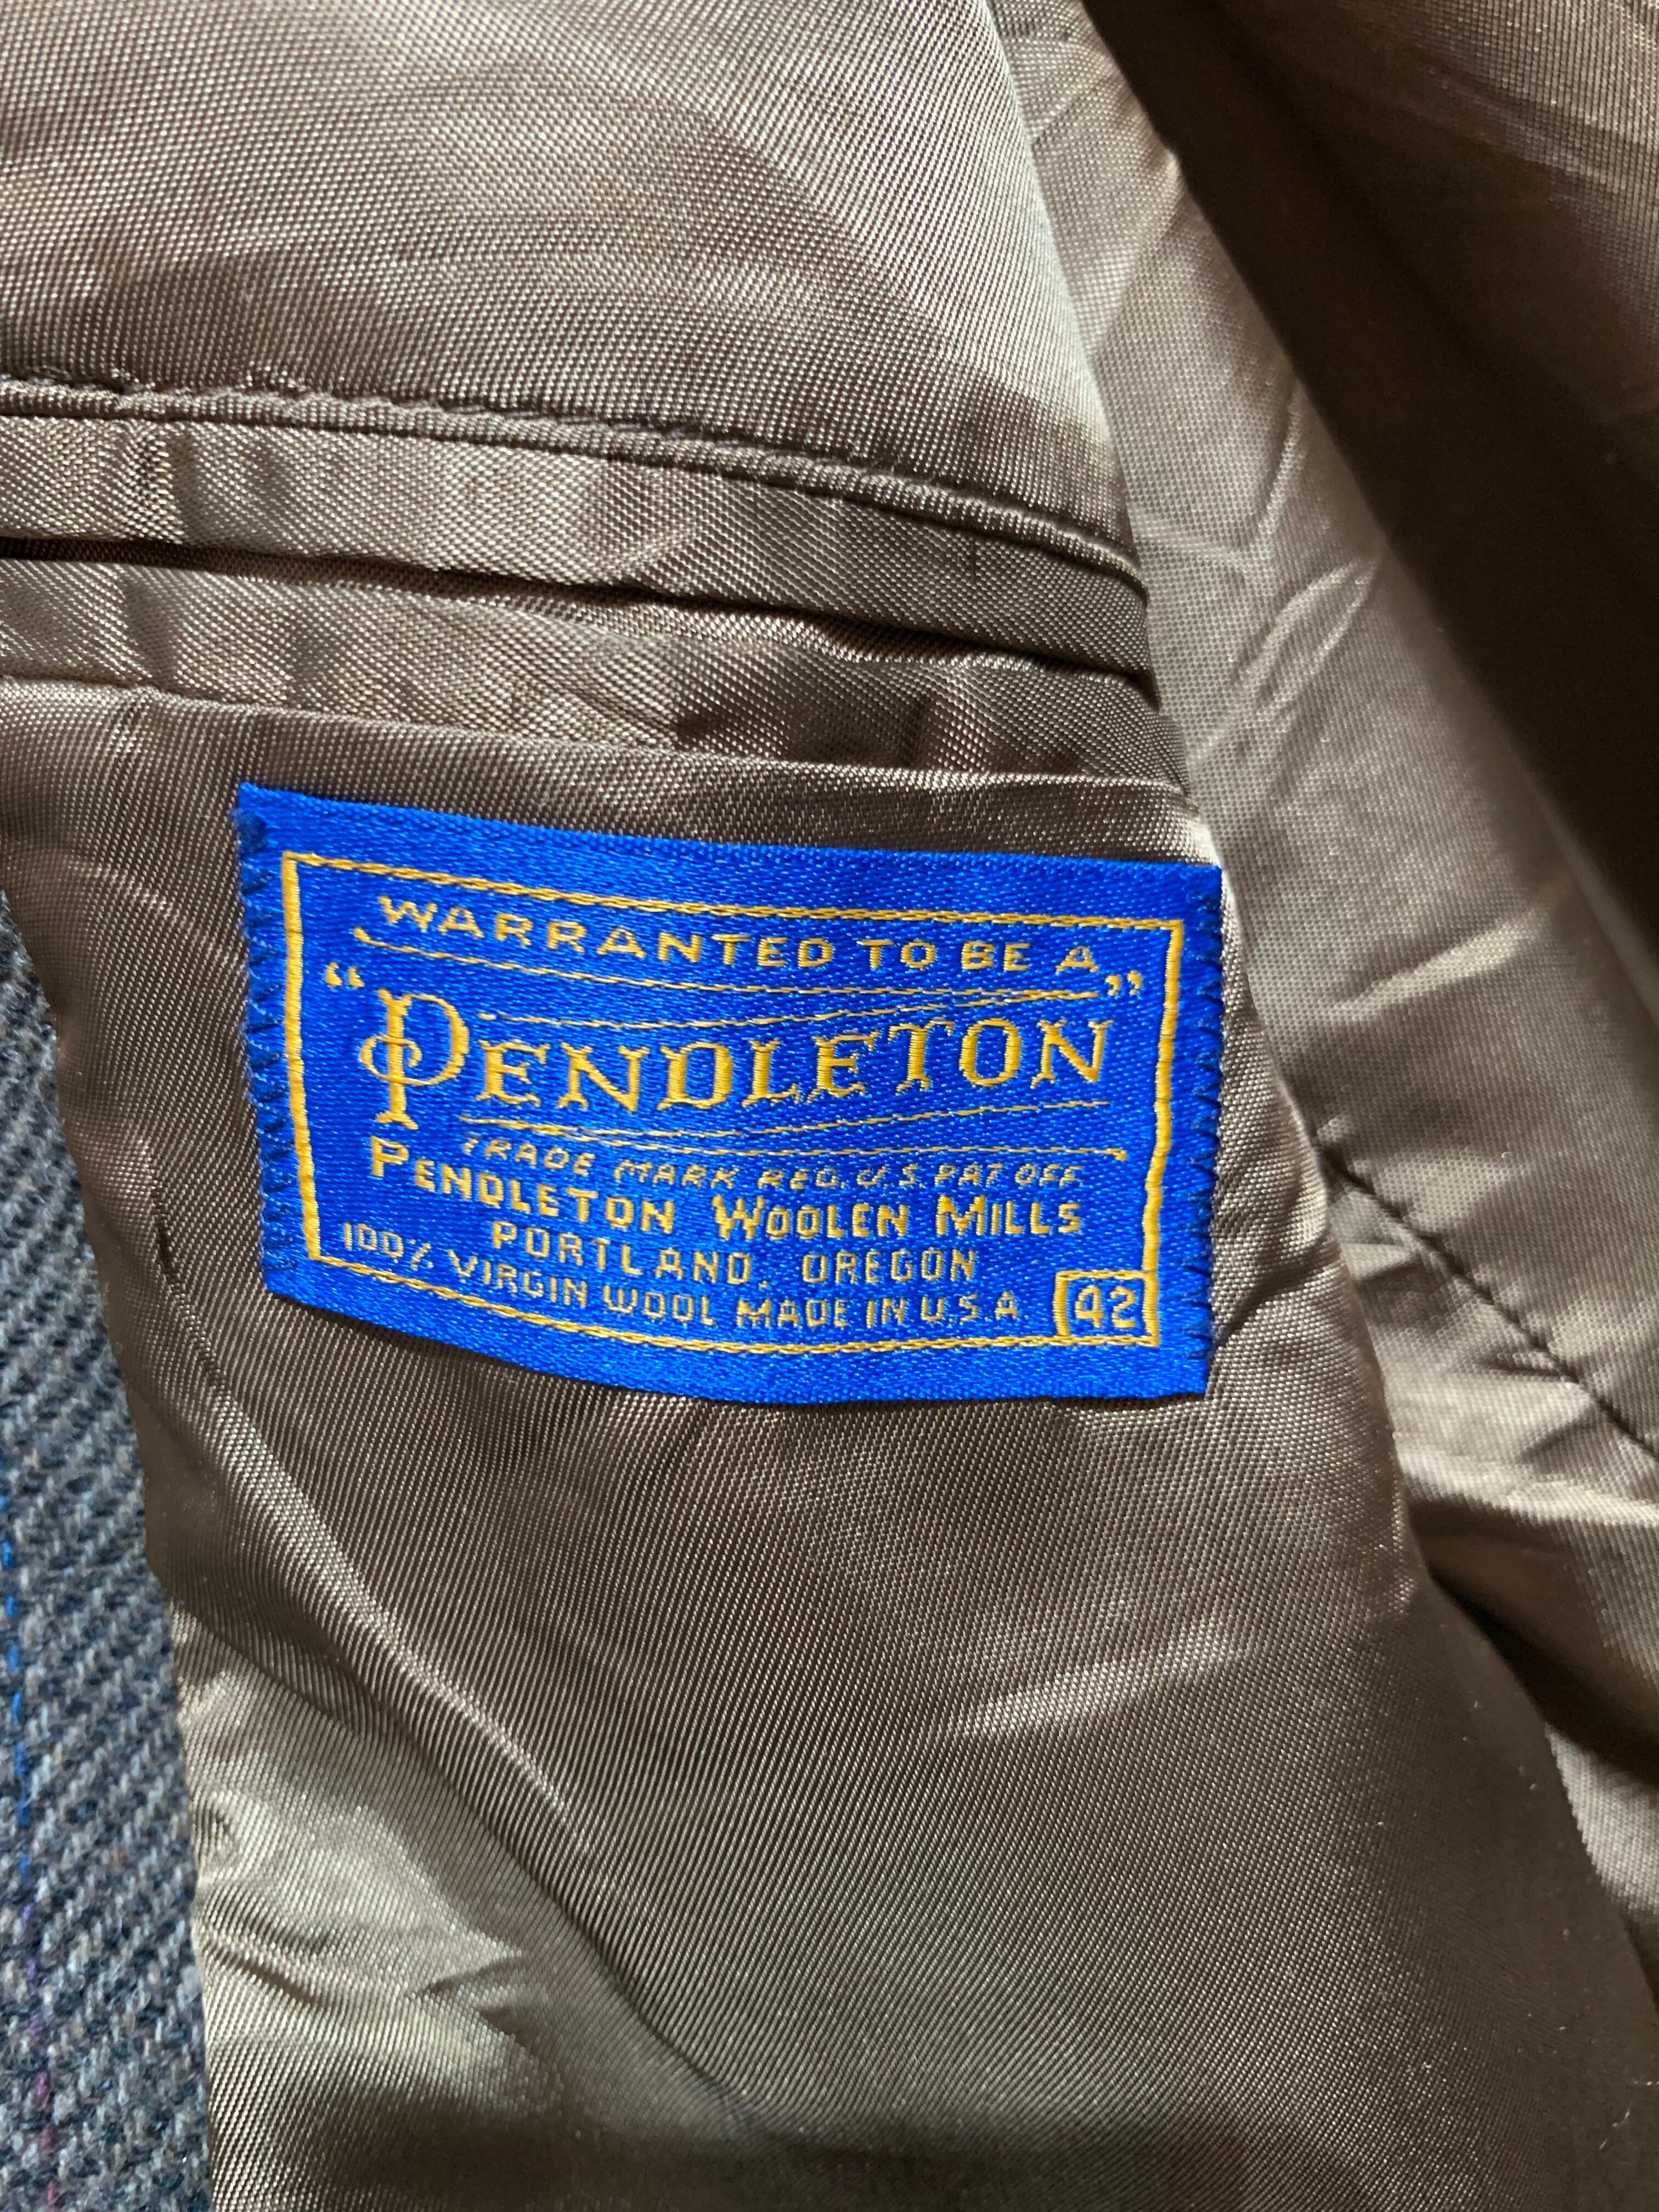 WARRANTED TO BE A
“PENDLETON”
TRADE MARK REG. U.S. PAT OFF.
PENDLETON WOOLEN MILLS
PORTLAND, OREGON
100% VIRGIN WOOL MADE IN U.S.A. 42